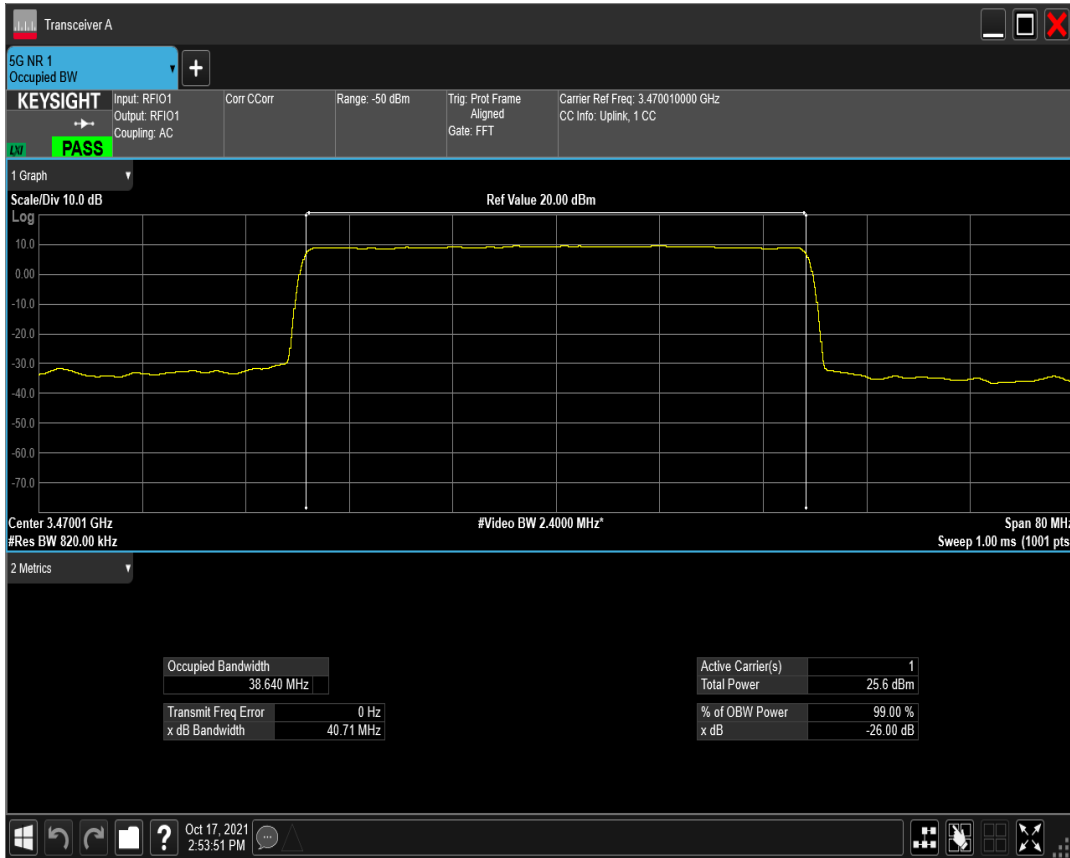 Transceiver A
5G NR 1
Occupied BW
KEYSIGHT
LXI
PASS
Input: RFIO1
Output: RFIO1
Coupling: AC
Corr CCorr
Range: -50 dBm
Trig: Prot Frame
Aligned
Gate: FFT
Carrier Ref Freq: 3.470010000 GHz
CC Info: Uplink, 1 CC
1 Graph
Scale/Div 10.0 dB
Ref Value 20.00 dBm
Log
10.0
0.00
-10.0
-20.0
-30.0
-40.0
-50.0
-60.0
-70.0
Center 3.47001 GHz
#Video BW 2.4000 MHz*
Span 80 MHz
#Res BW 820.00 kHz
Sweep 1.00 ms (1001 pts
2 Metrics
Occupied Bandwidth
38.640 MHz
Transmit Freq Error 0 Hz
x dB Bandwidth 40.71 MHz
Active Carrier(s) 1
Total Power 25.6 dBm
% of OBW Power 99.00 %
x dB -26.00 dB
?
Oct 17, 2021
2:53:51 PM